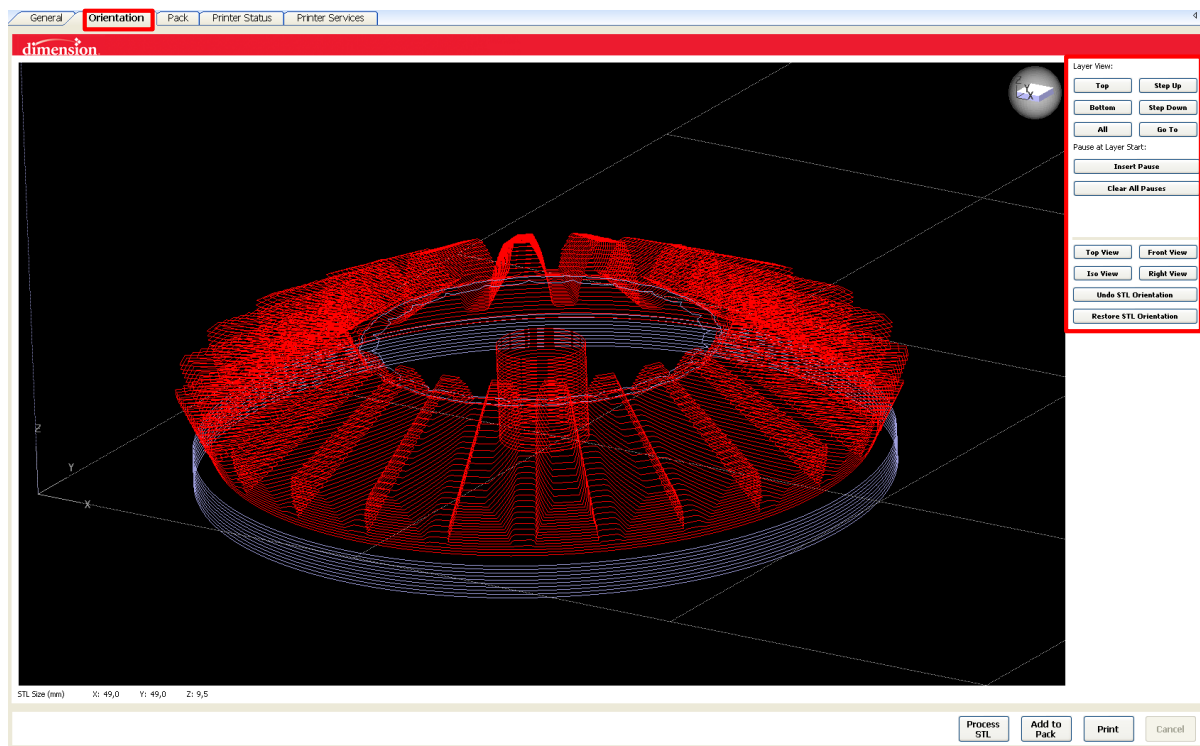 General Orientation Pack Printer Status Printer Services
dimension
Layer View:
Top Step Up
Bottom Step Down
All Go To
Pause at Layer Start:
Insert Pause
Clear All Pauses
Top View Front View
Iso View Right View
Undo STL Orientation
Restore STL Orientation
Z
Y
X
Z
Y
X
STL Size (mm) X: 49,0 Y: 49,0 Z: 9,5
Process STL Add to Pack Print Cancel